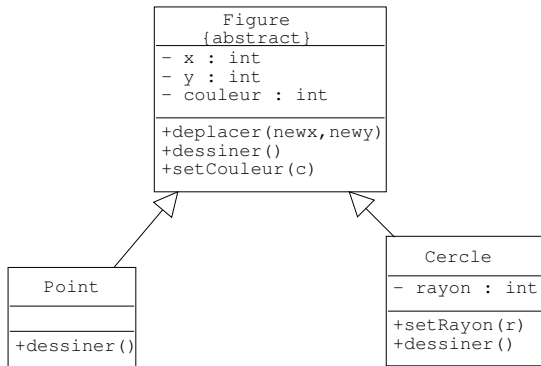 Figure
{abstract}
- x : int
- y : int
- couleur : int
+deplacer(newx,newy)
+dessiner()
+setCouleur(c)
Point
+dessiner()
Cercle
- rayon : int
+setRayon(r)
+dessiner()